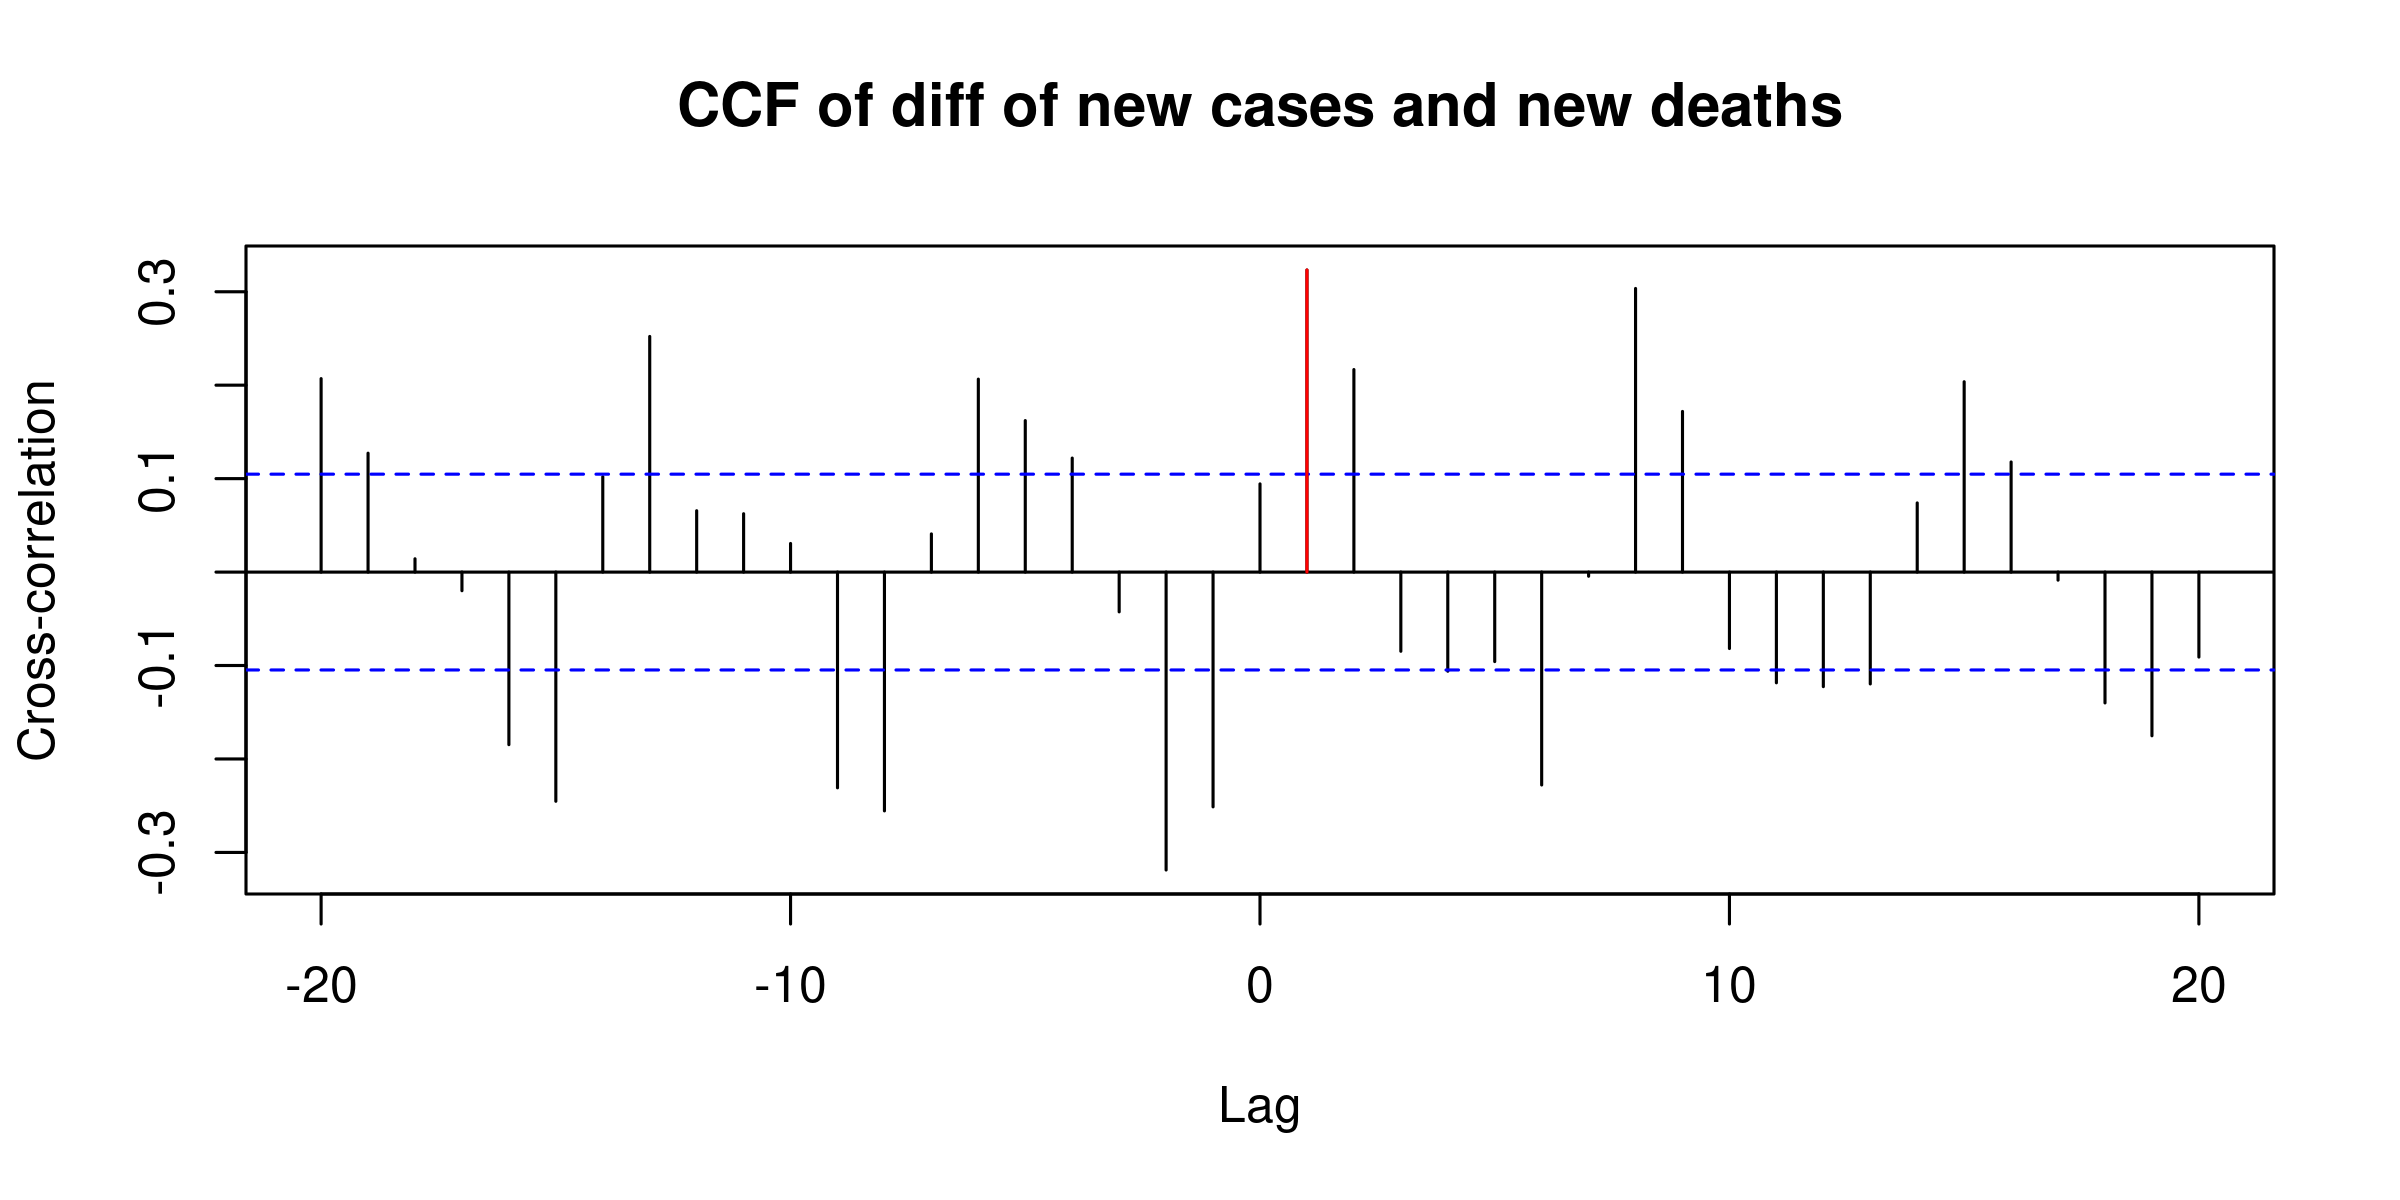 CCF of diff of new cases and new deaths
Cross-correlation
0.3
0.1
-0.1
-0.3
-20 -10 0 10 20
Lag